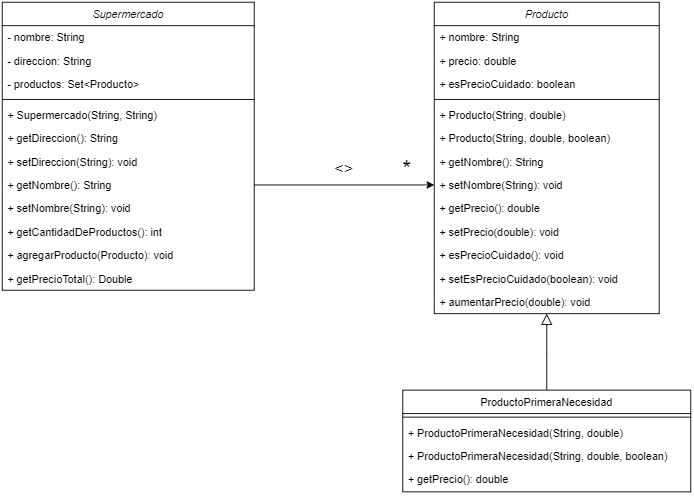 Supermercado
- nombre: String
- direccion: String
- productos: Set<Producto>
+ Supermercado(String, String)
+ getDireccion(): String
+ setDireccion(String): void
+ getNombre(): String
+ setNombre(String): void
+ getCantidadDeProductos(): int
+ agregarProducto(Producto): void
+ getPrecioTotal(): Double
<>
*
Producto
+ nombre: String
+ precio: double
+ esPrecioCuidado: boolean
+ Producto(String, double)
+ Producto(String, double, boolean)
+ getNombre(): String
+ setNombre(String): void
+ getPrecio(): double
+ setPrecio(double): void
+ esPrecioCuidado(): void
+ setEsPrecioCuidado(boolean): void
+ aumentarPrecio(double): void
ProductoPrimeraNecesidad
+ ProductoPrimeraNecesidad(String, double)
+ ProductoPrimeraNecesidad(String, double, boolean)
+ getPrecio(): double